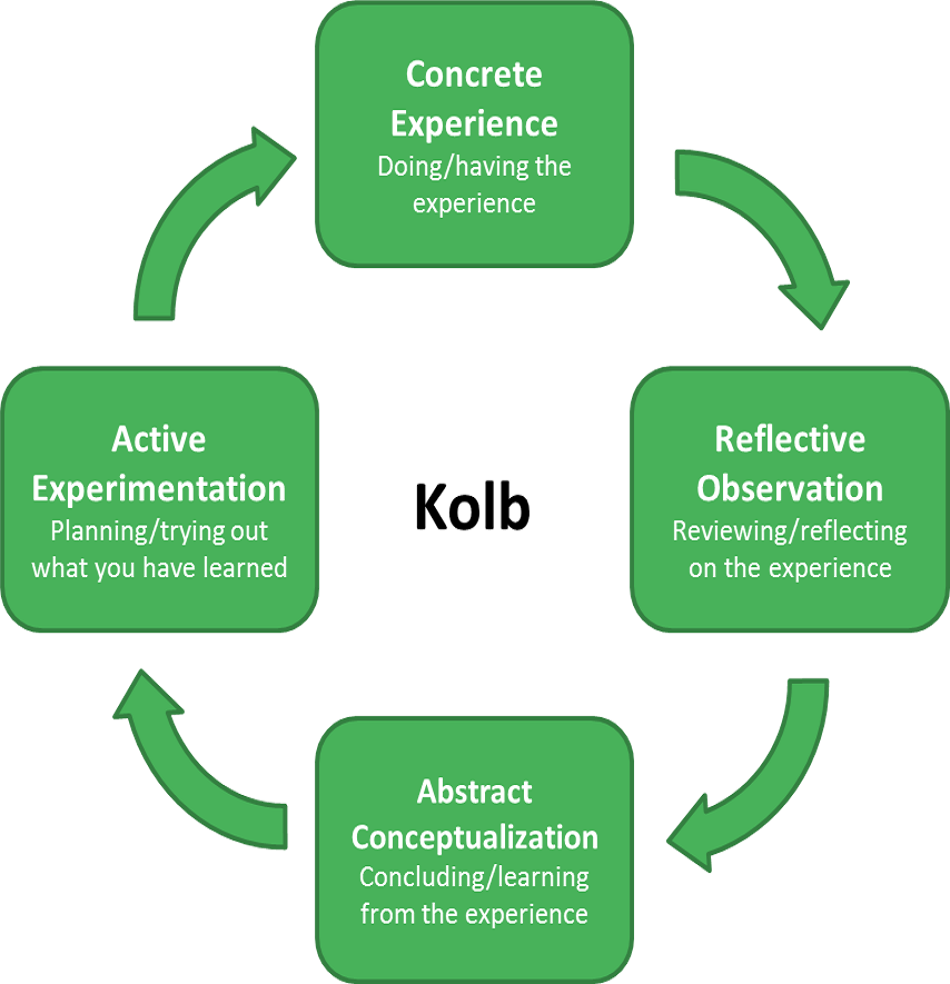 Concrete
Experience
Doing/having the
experience
Active
Experimentation
Planning/trying out
what you have learned
Kolb
Reflective
Observation
Reviewing/reflecting
on the experience
Abstract
Conceptualization
Concluding/learning
from the experience